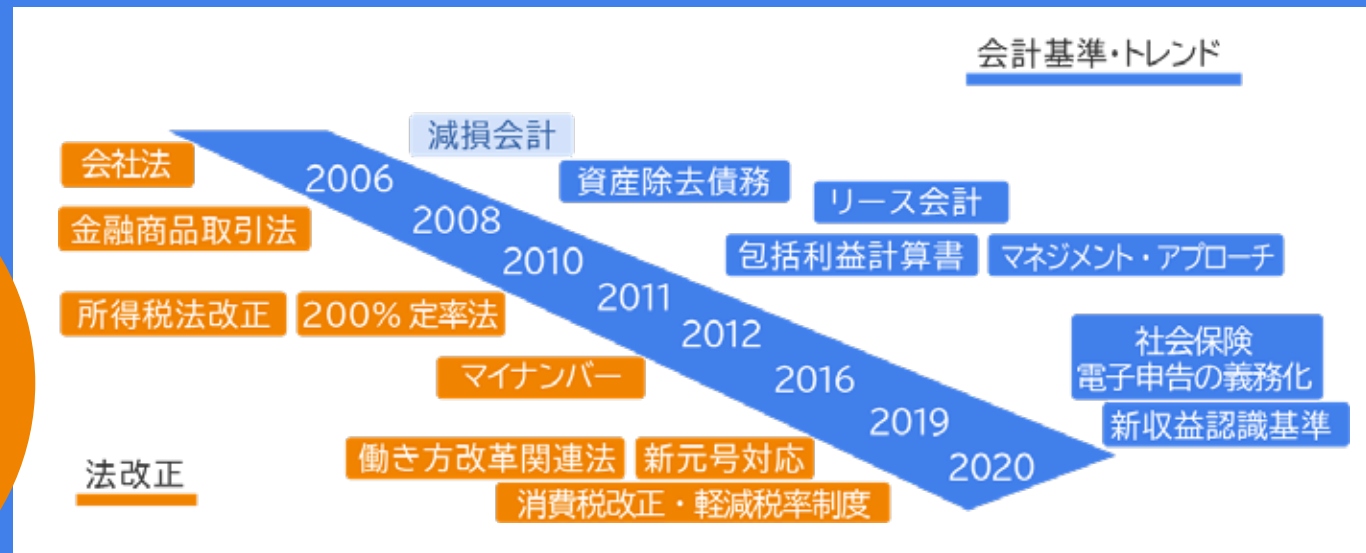 会計基準・トレンド
減損会計
会社法
2006
資産除去債務
リース会計
金融商品取引法
2008
包括利益計算書
マネジメント・アプローチ
2010
所得税法改正
200% 定率法
2011
2012
社会保険
電子申告の義務化
マイナンバー
2016
新収益認識基準
2019
働き方改革関連法
新元号対応
2020
法改正
消費税改正・軽減税率制度